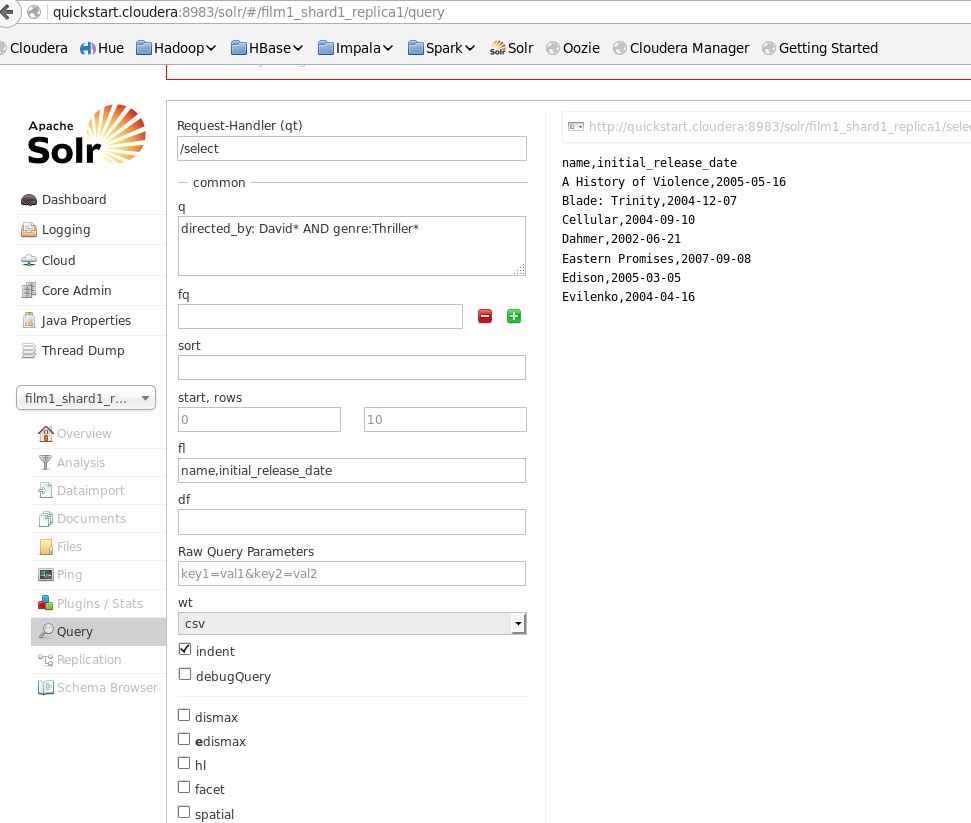 quickstart.cloudera:8983/solr/#/film1_shard1_replica1/query
Cloudera Hue Hadoop HBase Impala Spark Solr Oozie Cloudera Manager Getting Started
Apache
Solr
Dashboard
Logging
Cloud
Core Admin
Java Properties
Thread Dump
film1_shard1_r...
Overview
Analysis
Dataimport
Documents
Files
Ping
Plugins / Stats
Query
Replication
Schema Browser
Request-Handler (qt)
/select
common
q
directed_by: David* AND genre:Thriller*
fq
sort
start, rows
0 10
fl
name,initial_release_date
df
Raw Query Parameters
key1=val1&key2=val2
wt
csv
indent
debugQuery
dismax
edismax
hl
facet
spatial
http://quickstart.cloudera:8983/solr/film1_shard1_replica1/selec
name,initial_release_date
A History of Violence,2005-05-16
Blade: Trinity,2004-12-07
Cellular,2004-09-10
Dahmer,2002-06-21
Eastern Promises,2007-09-08
Edison,2005-03-05
Evilenko,2004-04-16